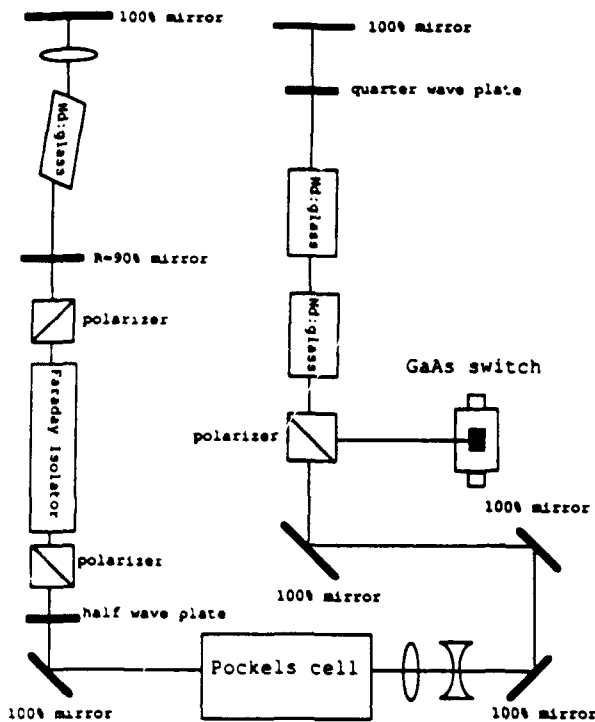 100% mirror
100% mirror
quarter wave plate
Nd:glass
Nd:glass
R=90% mirror
polarizer
Nd:glass
GaAs switch
Faraday Isolator
polarizer
100% mirror
polarizer
100% mirror
half wave plate
Pockels cell
100% mirror
100% mirror